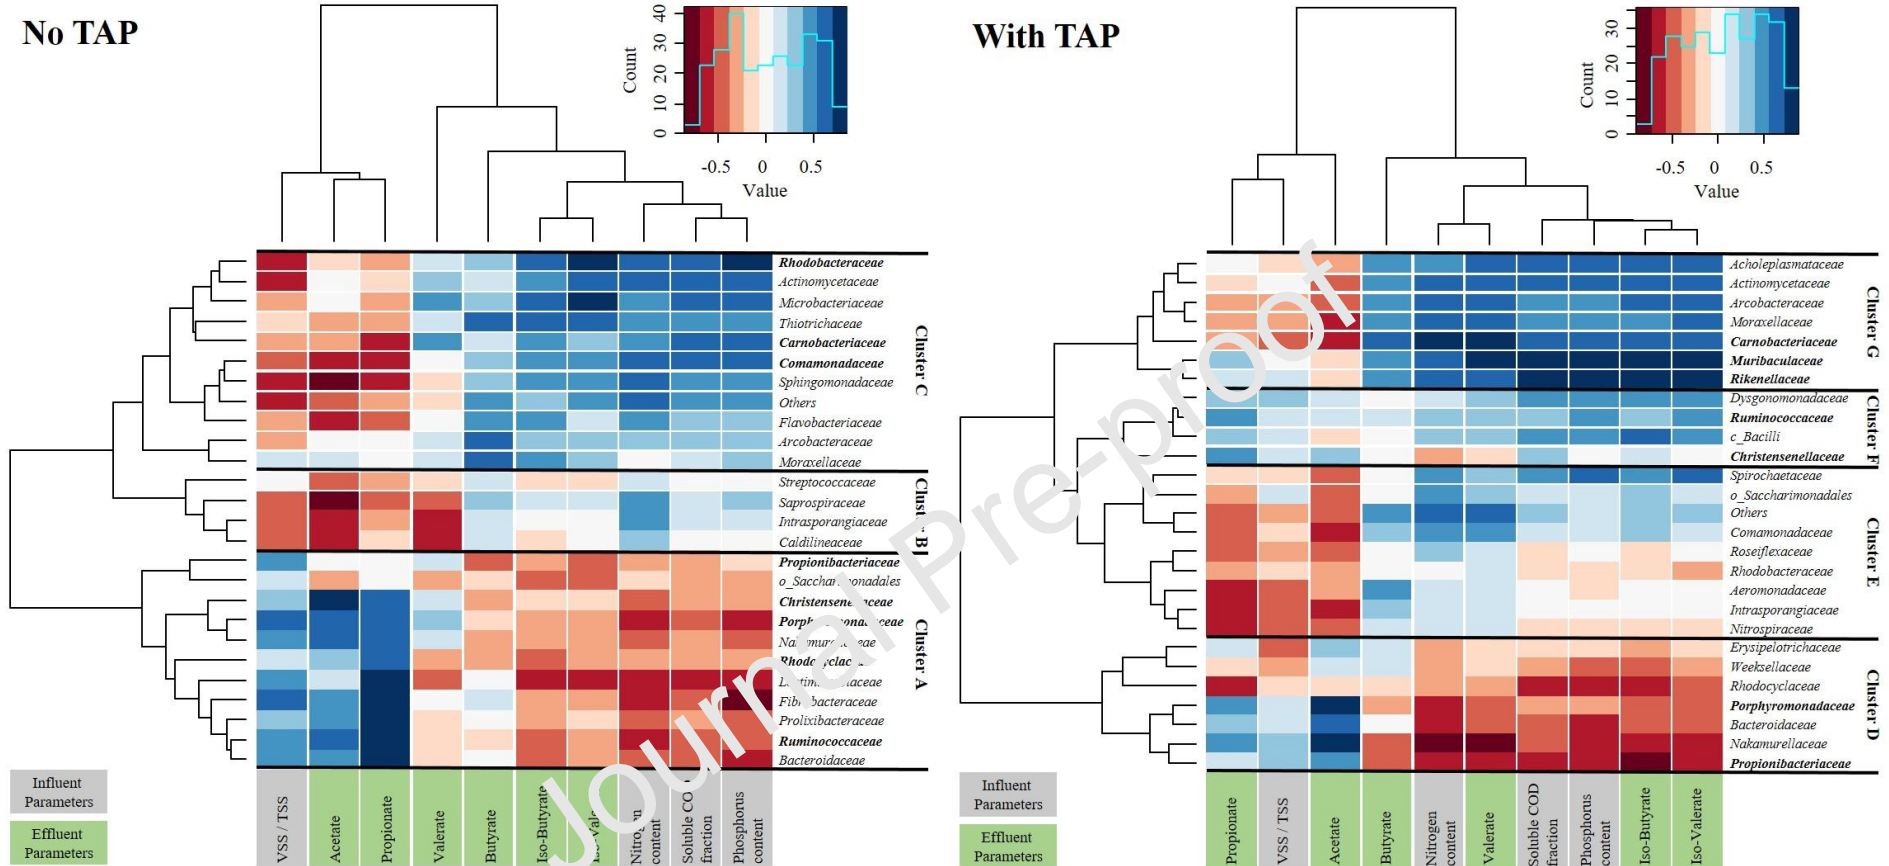 No TAP
Count
0 10 20 30 40
-0.5 0 0.5
Value
Rhodobacteraceae
Actinomycetaceae
Microbacteriaceae
Thiotrichaceae
Carnobacteriaceae
Comamonadaceae
Sphingomonadaceae
Others
Flavobacteriaceae
Arcobacteraceae
Moraxellaceae
Cluster C
Streptococcaceae
Saprospiraceae
Intrasporangiaceae
Caldilineaceae
Cluster B
Propionibacteriaceae
Christensenellaceae
Ruminococcaceae
Fibrobacteraceae
Prolixibacteraceae
Bacteroidaceae
Cluster A
Influent
Parameters
Effluent
Parameters
VSS / TSS
Acetate
Propionate
Valerate
Butyrate
Iso-Butyrate
Nitrogen
content
Soluble
fraction
Phosphorus
content
With TAP
Count
0 10 20 30
-0.5 0 0.5
Value
Acholeplasmataceae
Actinomycetaceae
Arcobacteraceae
Moraxellaceae
Carnobacteriaceae
Muribaculaceae
Rikenellaceae
Cluster G
Dysgonomonadaceae
Ruminococcaceae
c_Bacilli
Christensenellaceae
Cluster F
Spirochaetaceae
o_Saccharimonadales
Others
Comamonadaceae
Roseiflexaceae
Rhodobacteraceae
Aeromonadaceae
Intrasporangiaceae
Nitrospiraceae
Cluster E
Erysipelotrichaceae
Weeksellaceae
Rhodocyclaceae
Porphyromonadaceae
Bacteroidaceae
Nakamurellaceae
Propionibacteriaceae
Cluster D
Influent
Parameters
Effluent
Parameters
Propionate
VSS / TSS
Acetate
Butyrate
Nitrogen
content
Valerate
Soluble COD
fraction
Phosphorus
content
Iso-Butyrate
Iso-Valerate
Journal Pre-proof